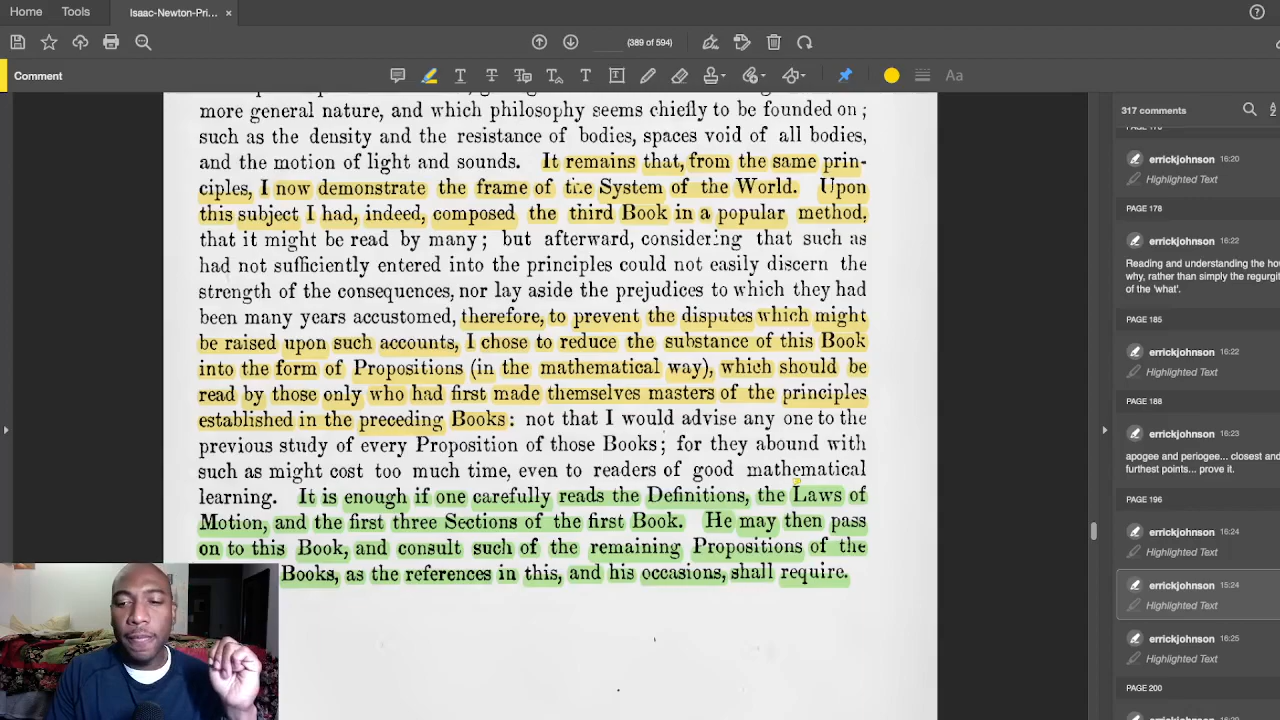 Home
Tools
Isaac-Newton-Pri...
×
(389 of 594)
Comment
Aa
more general nature, and which philosophy seems chiefly to be founded on ;
such as the density and the resistance of bodies, spaces void of all bodies,
and the motion of light and sounds. It remains that, from the same prin-
ciples, I now demonstrate the frame of the System of the World. Upon
this subject I had, indeed, composed the third Book in a popular method,
that it might be read by many ; but afterward, considering that such as
had not sufficiently entered into the principles could not easily discern the
strength of the consequences, nor lay aside the prejudices to which they had
been many years accustomed, therefore, to prevent the disputes which might
be raised upon such accounts, I chose to reduce the substance of this Book
into the form of Propositions (in the mathematical way), which should be
read by those only who had first made themselves masters of the principles
established in the preceding Books: not that I would advise any one to the
previous study of every Proposition of those Books ; for they abound with
such as might cost too much time, even to readers of good mathematical
learning. It is enough if one carefully reads the Definitions, the Laws of
Motion, and the first three Sections of the first Book. He may then pass
on to this Book, and consult such of the remaining Propositions of the
Books, as the references in this, and his occasions, shall require.
317 comments
errickjohnson 16:20
Highlighted Text
PAGE 178
errickjohnson 16:22
Reading and understanding the how
why, rather than simply the regurgit
of the 'what'.
PAGE 185
errickjohnson 16:22
Highlighted Text
PAGE 188
errickjohnson 16:23
apogee and periogee... closest and
furthest points... prove it.
PAGE 196
errickjohnson 16:24
Highlighted Text
errickjohnson 15:24
Highlighted Text
errickjohnson 16:25
Highlighted Text
PAGE 200